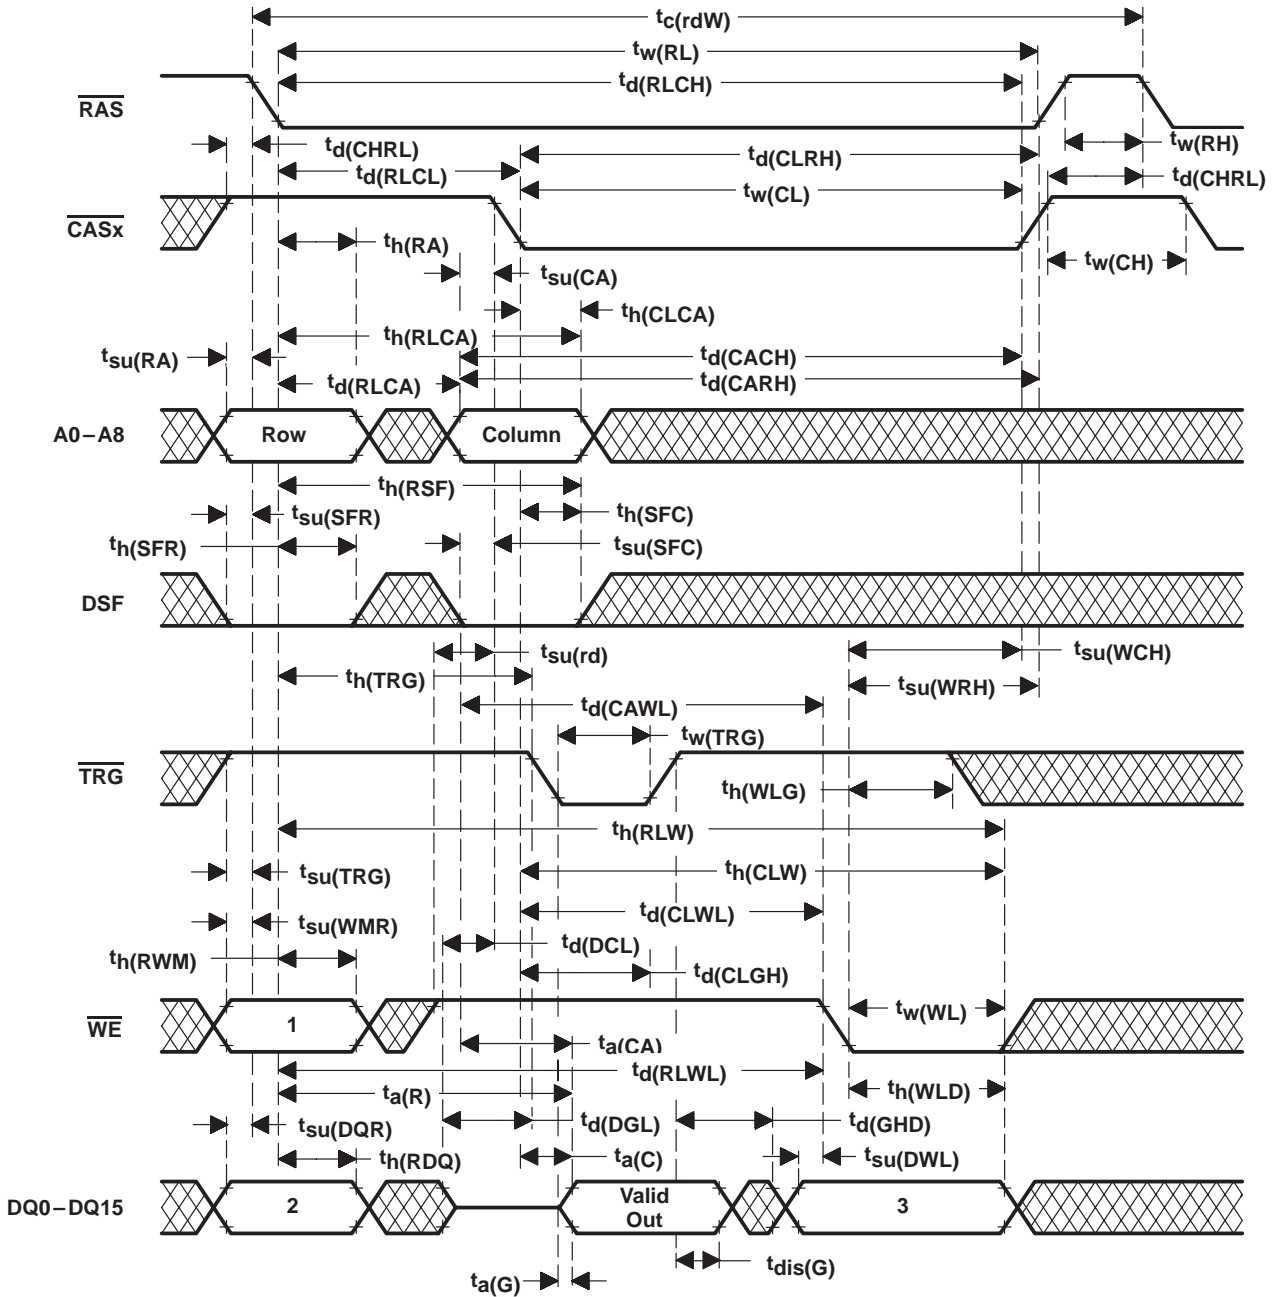 tc(rdW)
tw(RL)
td(RLCH)
RAS
td(CHRL)
td(CLRH)
tw(RH)
td(RLCL)
td(CHRL)
tw(CL)
CASx
th(RA)
tsu(CA)
tw(CH)
th(CLCA)
th(RLCA)
tsu(RA)
td(CACH)
td(RLCA)
td(CARH)
A0–A8
Row
Column
th(RSF)
tsu(SFR)
th(SFC)
th(SFR)
tsu(SFC)
DSF
tsu(rd)
tsu(WCH)
th(TRG)
tsu(WRH)
td(CAWL)
tw(TRG)
TRG
th(WLG)
th(RLW)
tsu(TRG)
th(CLW)
td(CLWL)
tsu(WMR)
td(DCL)
th(RWM)
td(CLGH)
WE
1
tw(WL)
ta(CA)
td(RLWL)
ta(R)
th(WLD)
tsu(DQR)
td(DGL)
td(GHD)
th(RDQ)
ta(C)
tsu(DWL)
DQ0–DQ15
2
Valid
Out
3
tdis(G)
ta(G)